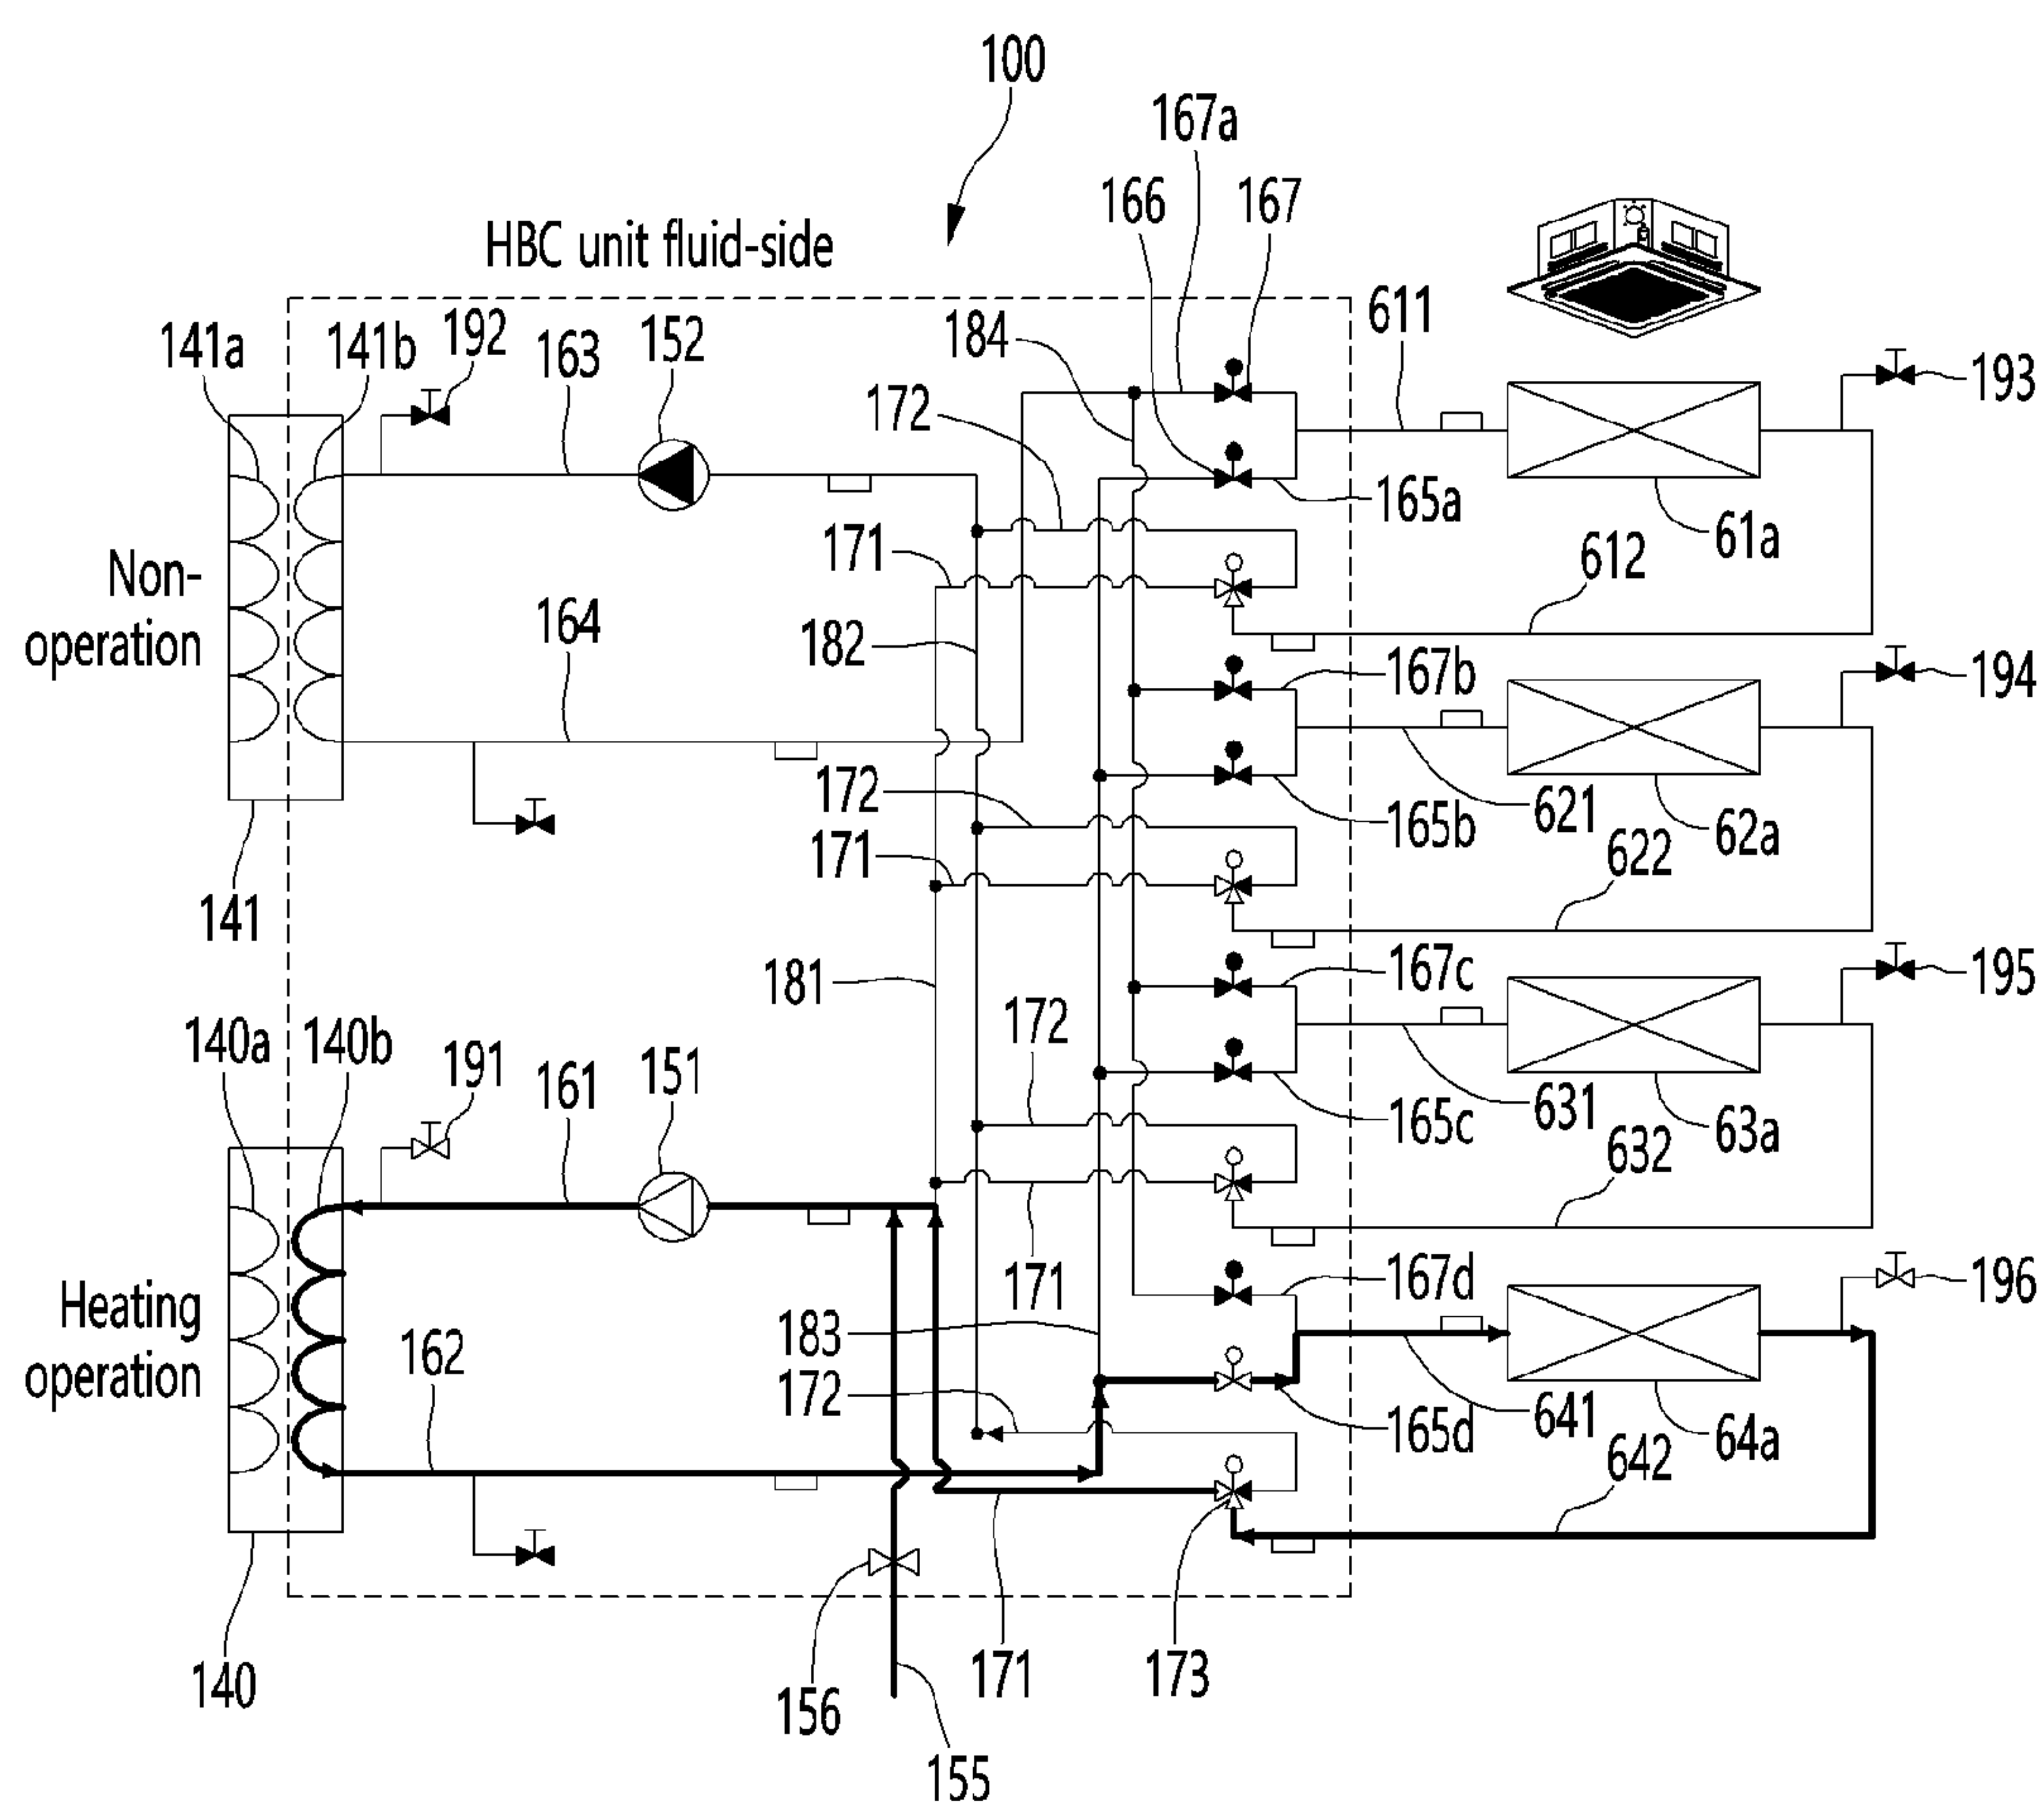 100
167a
166
167
HBC unit fluid-side
141a
141b
192
163
152
184
611
193
172
165a
61a
171
612
Non-
operation
164
182
167b
194
172
165b
621
62a
171
622
141
181
167c
195
140a
140b
191
161
151
172
165c
631
63a
632
171
167d
196
Heating
operation
162
183
172
165d
641
64a
642
140
156
171
173
155